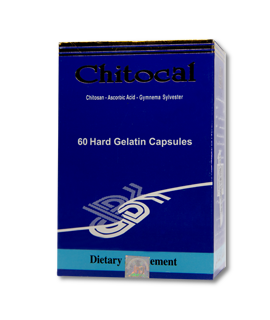 Chitocal
Chitosan - Ascorbic Acid - Gymnema Sylvester
60 Hard Gelatin Capsules
Dietary ement